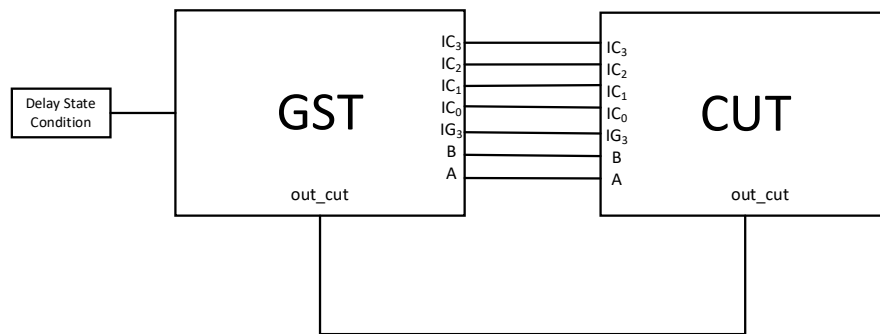 Delay State
Condition
GST
IC₃
IC₂
IC₁
IC₀
IG₃
B
A
out_cut
CUT
IC₃
IC₂
IC₁
IC₀
IG₃
B
A
out_cut